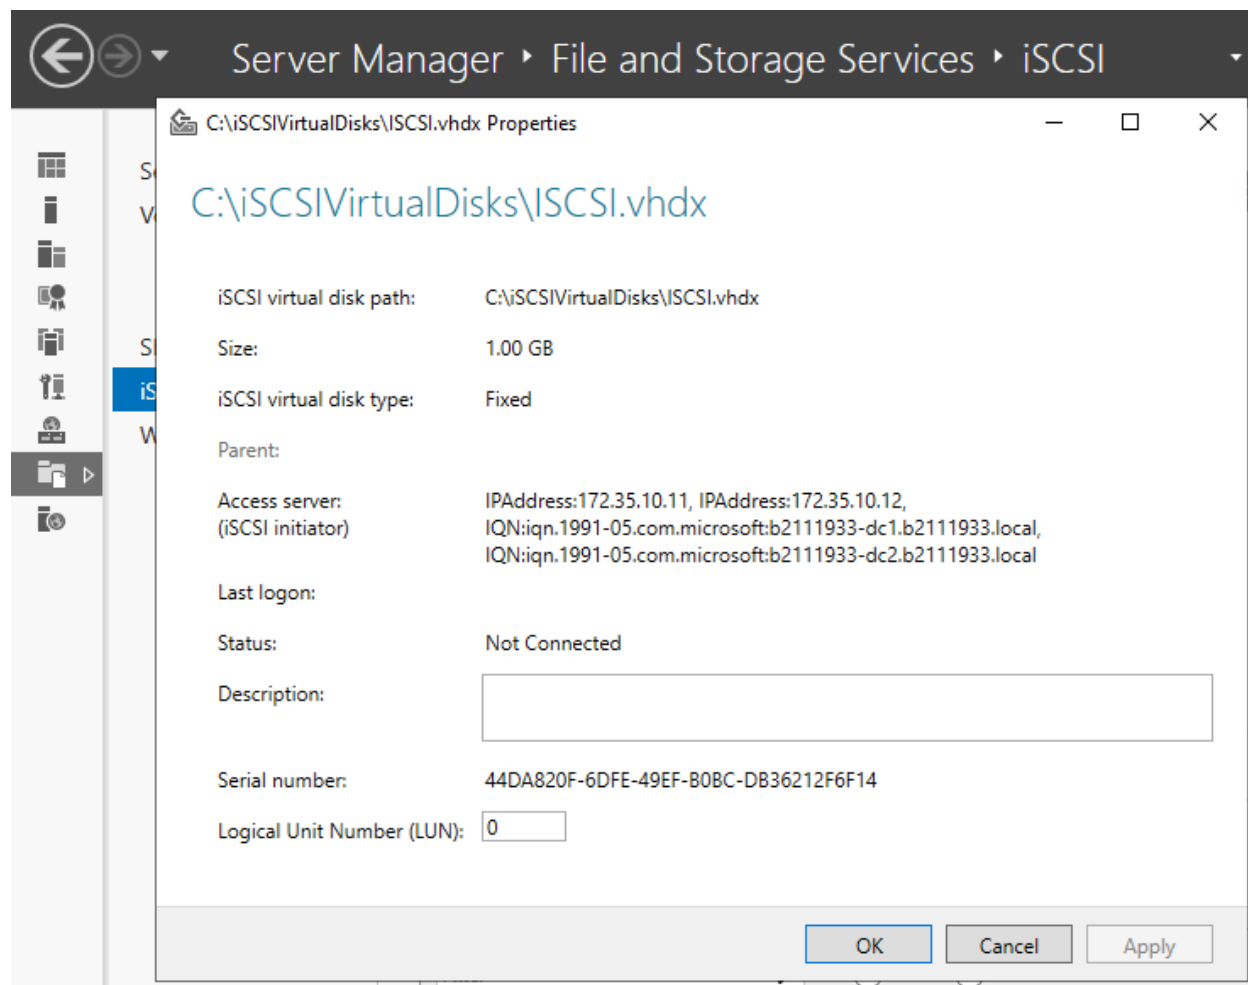 Server Manager ‣ File and Storage Services ‣ iSCSI
C:\iSCSIVirtualDisks\ISCSI.vhdx Properties
C:\iSCSIVirtualDisks\ISCSI.vhdx
iSCSI virtual disk path: C:\iSCSIVirtualDisks\ISCSI.vhdx
Size: 1.00 GB
iSCSI virtual disk type: Fixed
Parent:
Access server: IPAddress:172.35.10.11, IPAddress:172.35.10.12,
(iSCSI initiator) IQN:iqn.1991-05.com.microsoft:b2111933-dc1.b2111933.local,
IQN:iqn.1991-05.com.microsoft:b2111933-dc2.b2111933.local
Last logon:
Status: Not Connected
Description:
Serial number: 44DA820F-6DFE-49EF-B0BC-DB36212F6F14
Logical Unit Number (LUN): 0
OK Cancel Apply